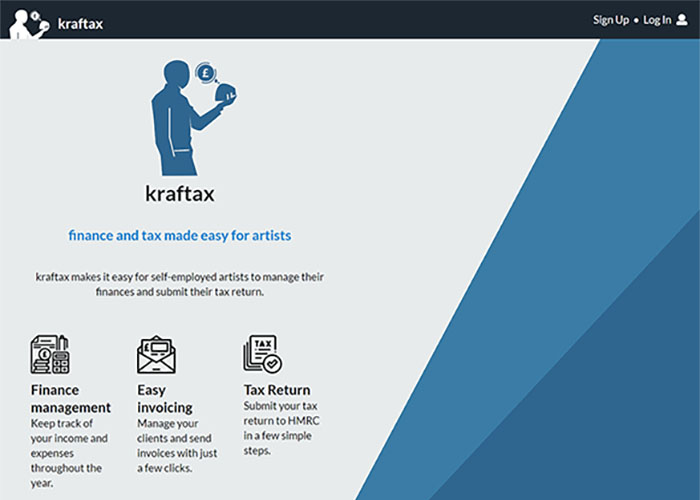 kraftax
Sign Up • Log In
£
kraftax
finance and tax made easy for artists
kraftax makes it easy for self-employed artists to manage their
finances and submit their tax return.
£
£
TAX
Finance
management
Keep track of
your income and
expenses
throughout the
year.
Easy
invoicing
Manage your
clients and send
invoices with just
a few clicks.
Tax Return
Submit your tax
return to HMRC
in a few simple
steps.